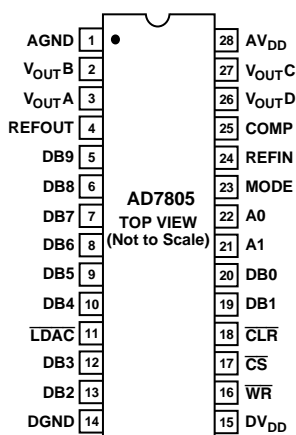 AGND 1 28 AVDD
VOUTB 2 27 VOUTC
VOUTA 3 26 VOUTD
REFOUT 4 25 COMP
DB9 5 24 REFIN
DB8 6 23 MODE
DB7 7 AD7805 22 A0
DB6 8 TOP VIEW 21 A1
(Not to Scale)
DB5 9 20 DB0
DB4 10 19 DB1
LDAC 11 18 CLR
DB3 12 17 CS
DB2 13 16 WR
DGND 14 15 DVDD